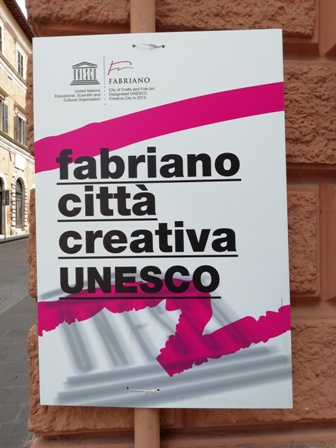 UNESCO
United Nations
Educational, Scientific and
Cultural Organization
FABRIANO
City of Crafts and Folk Art
Designated UNESCO
Creative City in 2013
fabriano
città
creativa
UNESCO